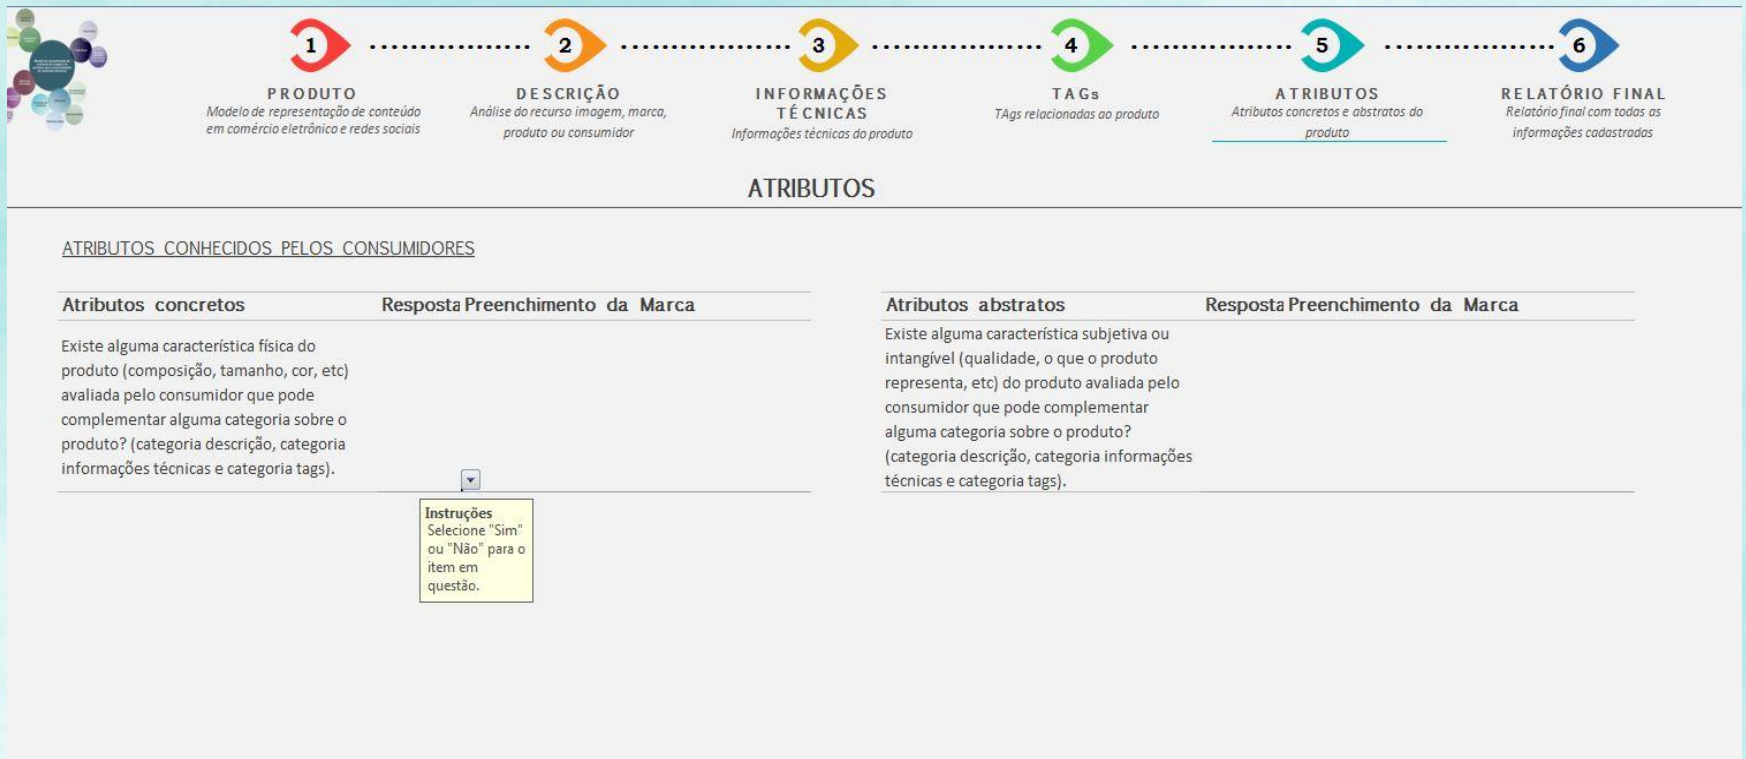 1
2
3
4
5
6
PRODUTO
Modelo de representação de conteúdo
em comércio eletrônico e redes sociais
DESCRIÇÃO
Análise do recurso imagem, marca,
produto ou consumidor
INFORMAÇÕES
TÉCNICAS
Informações técnicas do produto
TAGs
TAgs relacionadas ao produto
ATRIBUTOS
Atributos concretos e abstratos do
produto
RELATÓRIO FINAL
Relatório final com todas as
informações cadastradas
ATRIBUTOS
ATRIBUTOS CONHECIDOS PELOS CONSUMIDORES
Atributos concretos Resposta Preenchimento da Marca
Existe alguma característica física do
produto (composição, tamanho, cor, etc)
avaliada pelo consumidor que pode
complementar alguma categoria sobre o
produto? (categoria descrição, categoria
informações técnicas e categoria tags).
Instruções
Selecione "Sim"
ou "Não" para o
item em
questão.
Atributos abstratos Resposta Preenchimento da Marca
Existe alguma característica subjetiva ou
intangível (qualidade, o que o produto
representa, etc) do produto avaliada pelo
consumidor que pode complementar
alguma categoria sobre o produto?
(categoria descrição, categoria informações
técnicas e categoria tags).